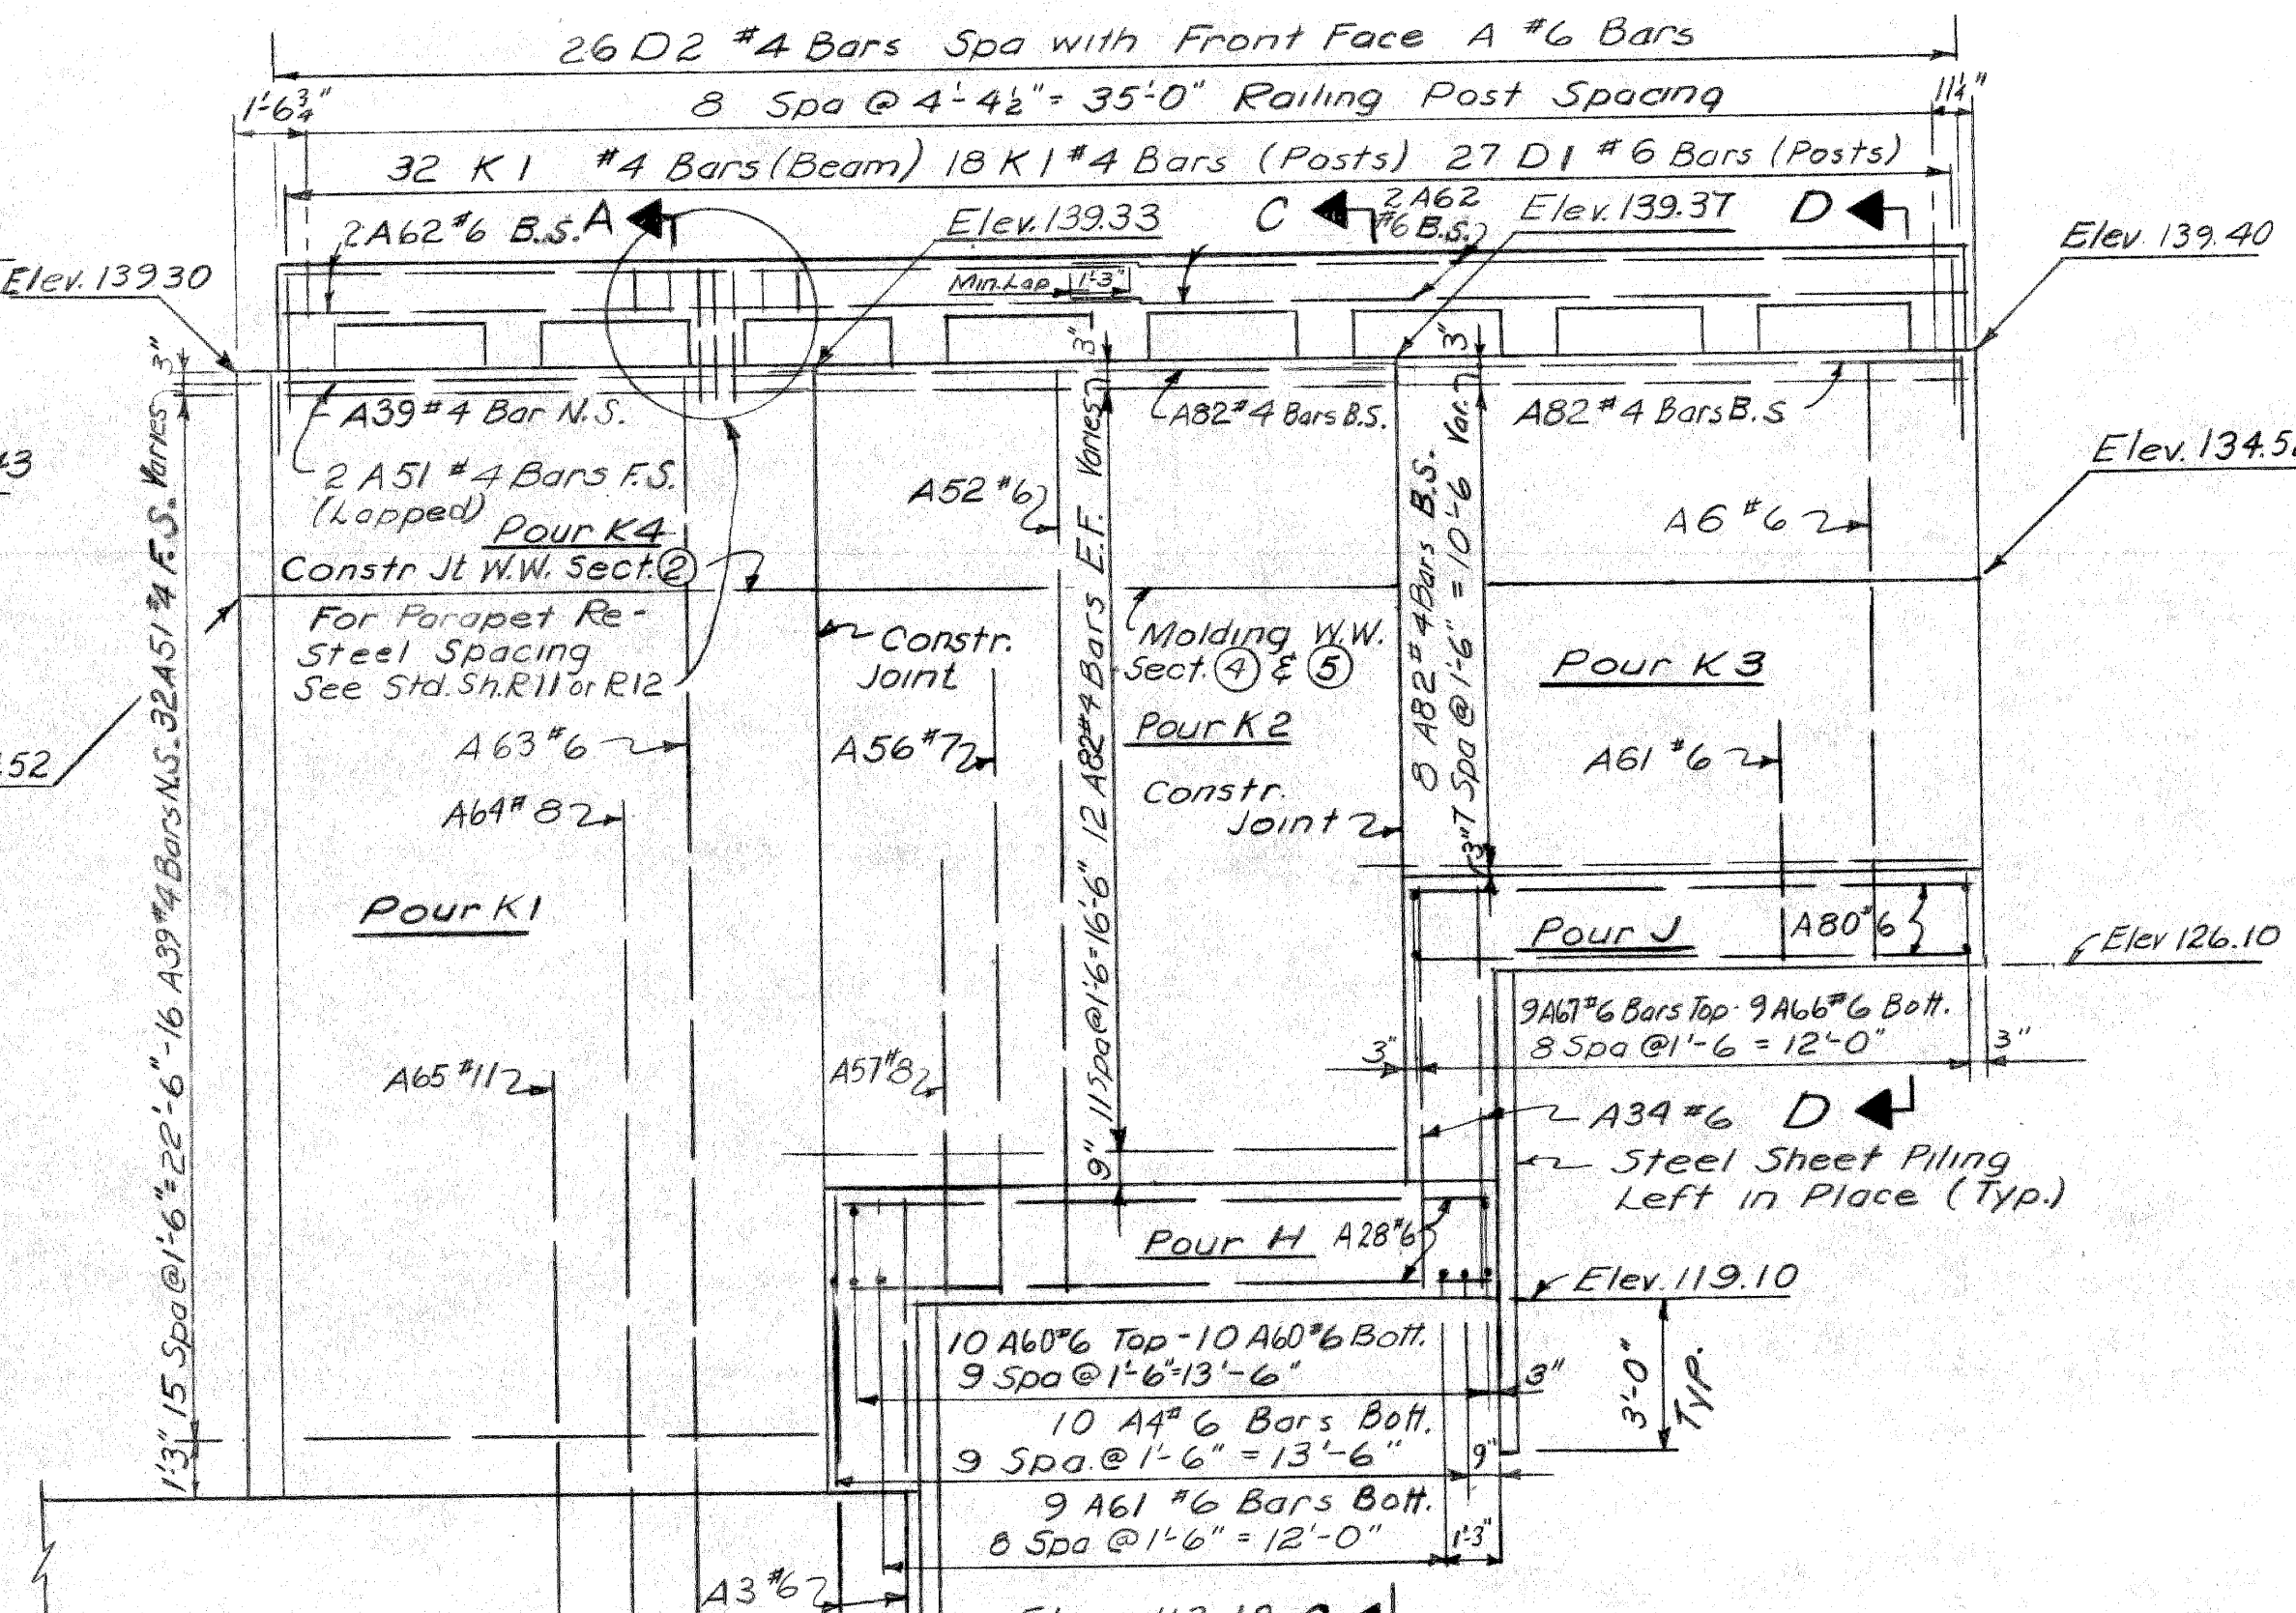 26 D2 #4 Bars Spa with Front Face A #6 Bars
1'-6¾"
8 Spa @ 4'-4½" = 35'-0" Railing Post Spacing
11¼"
32 K1 #4 Bars (Beam) 18 K1 #4 Bars (Posts) 27 D1 #6 Bars (Posts)
2A62 #6 B.S.
A
Elev. 139.33
C
2 A62
#6 B.S.
Elev. 139.37
D
Elev. 139.40
Elev. 139.30
Min. Lap 1'-3"
3"
3"
3"
A39 #4 Bar N.S.
A82 #4 Bars B.S.
A82 #4 Bars B.S
2 A51 #4 Bars F.S.
(Lapped)
Pour K4
Constr Jt W.W. Sect. 2
A52 #6
A6 #6
Elev. 134.5
For Parapet Re-
Steel Spacing
See Std. Sh. R11 or R12
Constr.
Joint
Molding W.W.
Sect. 4 & 5
Pour K2
Pour K3
A63 #6
A56 #7
A61 #6
.52
A64 #8
Constr.
Joint
Pour K1
Pour J
A80 #6
Elev 126.10
9 A67 #6 Bars Top - 9 A66 #6 Bott.
8 Spa @ 1'-6 = 12'-0"
3"
3"
A65 #11
A57 #8
A34 #6
D
Steel Sheet Piling
Left in Place (Typ.)
1'-3" 15 Spa @ 1'-6" = 22'-6" - 16 A39 #4 Bars N.S. 32 A51 #4 F.S. Varies
9" 11 Spa @ 1'-6 = 16'-6" 12 A82 #4 Bars E.F. Varies
8 A82 #4 Bars B.S.
3" 7 Spa @ 1'-6" = 10'-6 Var.
Pour H
A28 #6
Elev. 119.10
10 A60 #6 Top - 10 A60 #6 Bott.
9 Spa @ 1'-6" = 13'-6"
3"
3'-0"
Typ.
10 A4 #6 Bars Bott.
9 Spa. @ 1'-6" = 13'-6"
9"
9 A61 #6 Bars Bott.
8 Spa @ 1'-6" = 12'-0"
1'-3"
A3 #6